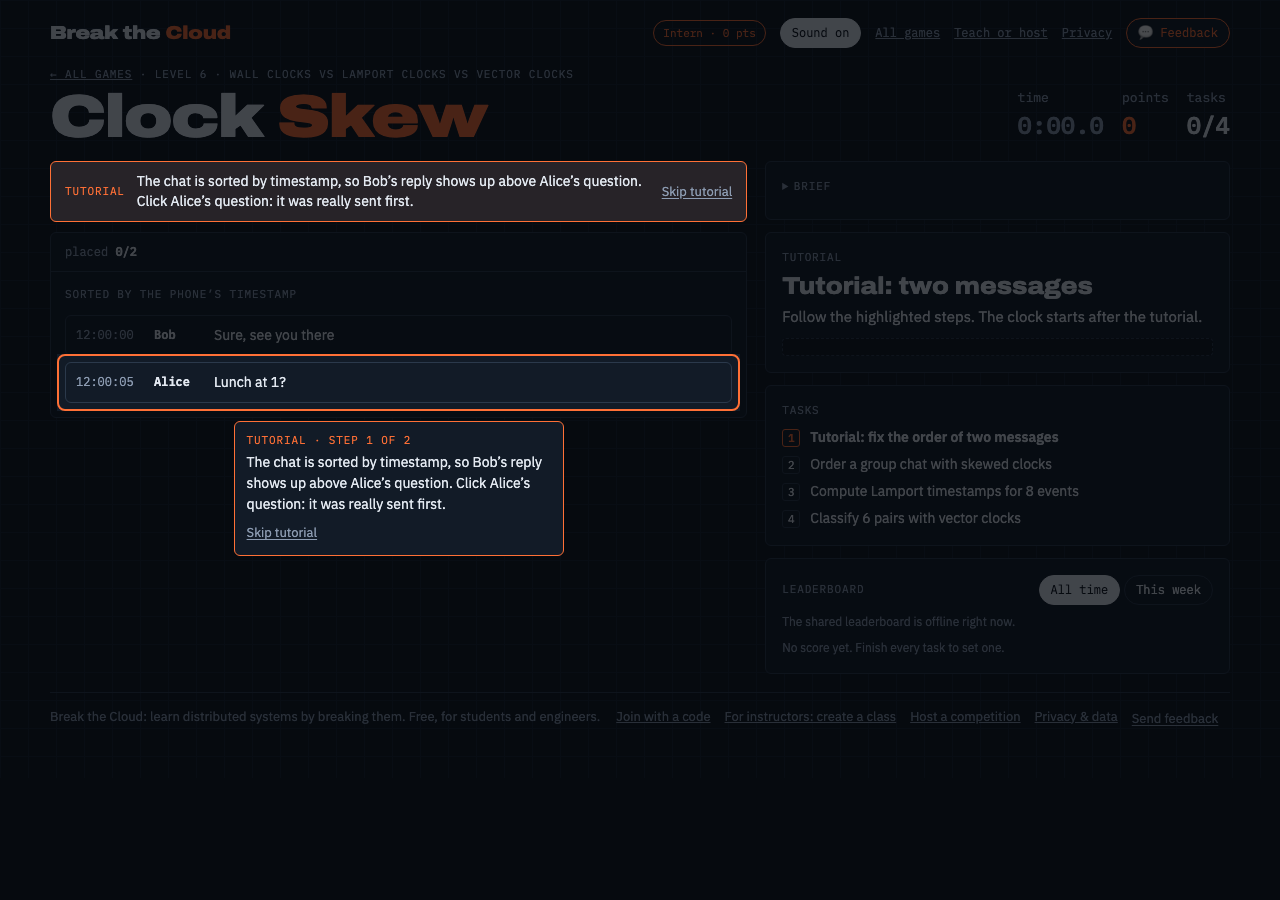 Break the Cloud
Intern · 0 pts
Sound on
All games
Teach or host
Privacy
💬 Feedback
← ALL GAMES · LEVEL 6 · WALL CLOCKS VS LAMPORT CLOCKS VS VECTOR CLOCKS
Clock Skew
time points tasks
0:00.0 0 0/4
TUTORIAL
The chat is sorted by timestamp, so Bob’s reply shows up above Alice’s question.
Click Alice’s question: it was really sent first.
Skip tutorial
▶ BRIEF
placed 0/2
SORTED BY THE PHONE’S TIMESTAMP
12:00:00 Bob Sure, see you there
12:00:05 Alice Lunch at 1?
TUTORIAL · STEP 1 OF 2
The chat is sorted by timestamp, so Bob’s reply
shows up above Alice’s question. Click Alice’s
question: it was really sent first.
Skip tutorial
TUTORIAL
Tutorial: two messages
Follow the highlighted steps. The clock starts after the tutorial.
TASKS
1 Tutorial: fix the order of two messages
2 Order a group chat with skewed clocks
3 Compute Lamport timestamps for 8 events
4 Classify 6 pairs with vector clocks
LEADERBOARD
All time
This week
The shared leaderboard is offline right now.
No score yet. Finish every task to set one.
Break the Cloud: learn distributed systems by breaking them. Free, for students and engineers.
Join with a code
For instructors: create a class
Host a competition
Privacy & data
Send feedback